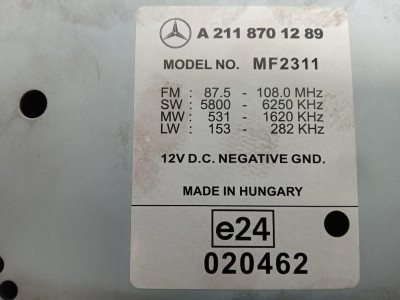 A 211 870 12 89
MODEL NO. MF2311
FM : 87.5 - 108.0 MHz
SW : 5800 - 6250 KHz
MW : 531 - 1620 KHz
LW : 153 - 282 KHz
12V D.C. NEGATIVE GND.
MADE IN HUNGARY
e24
020462